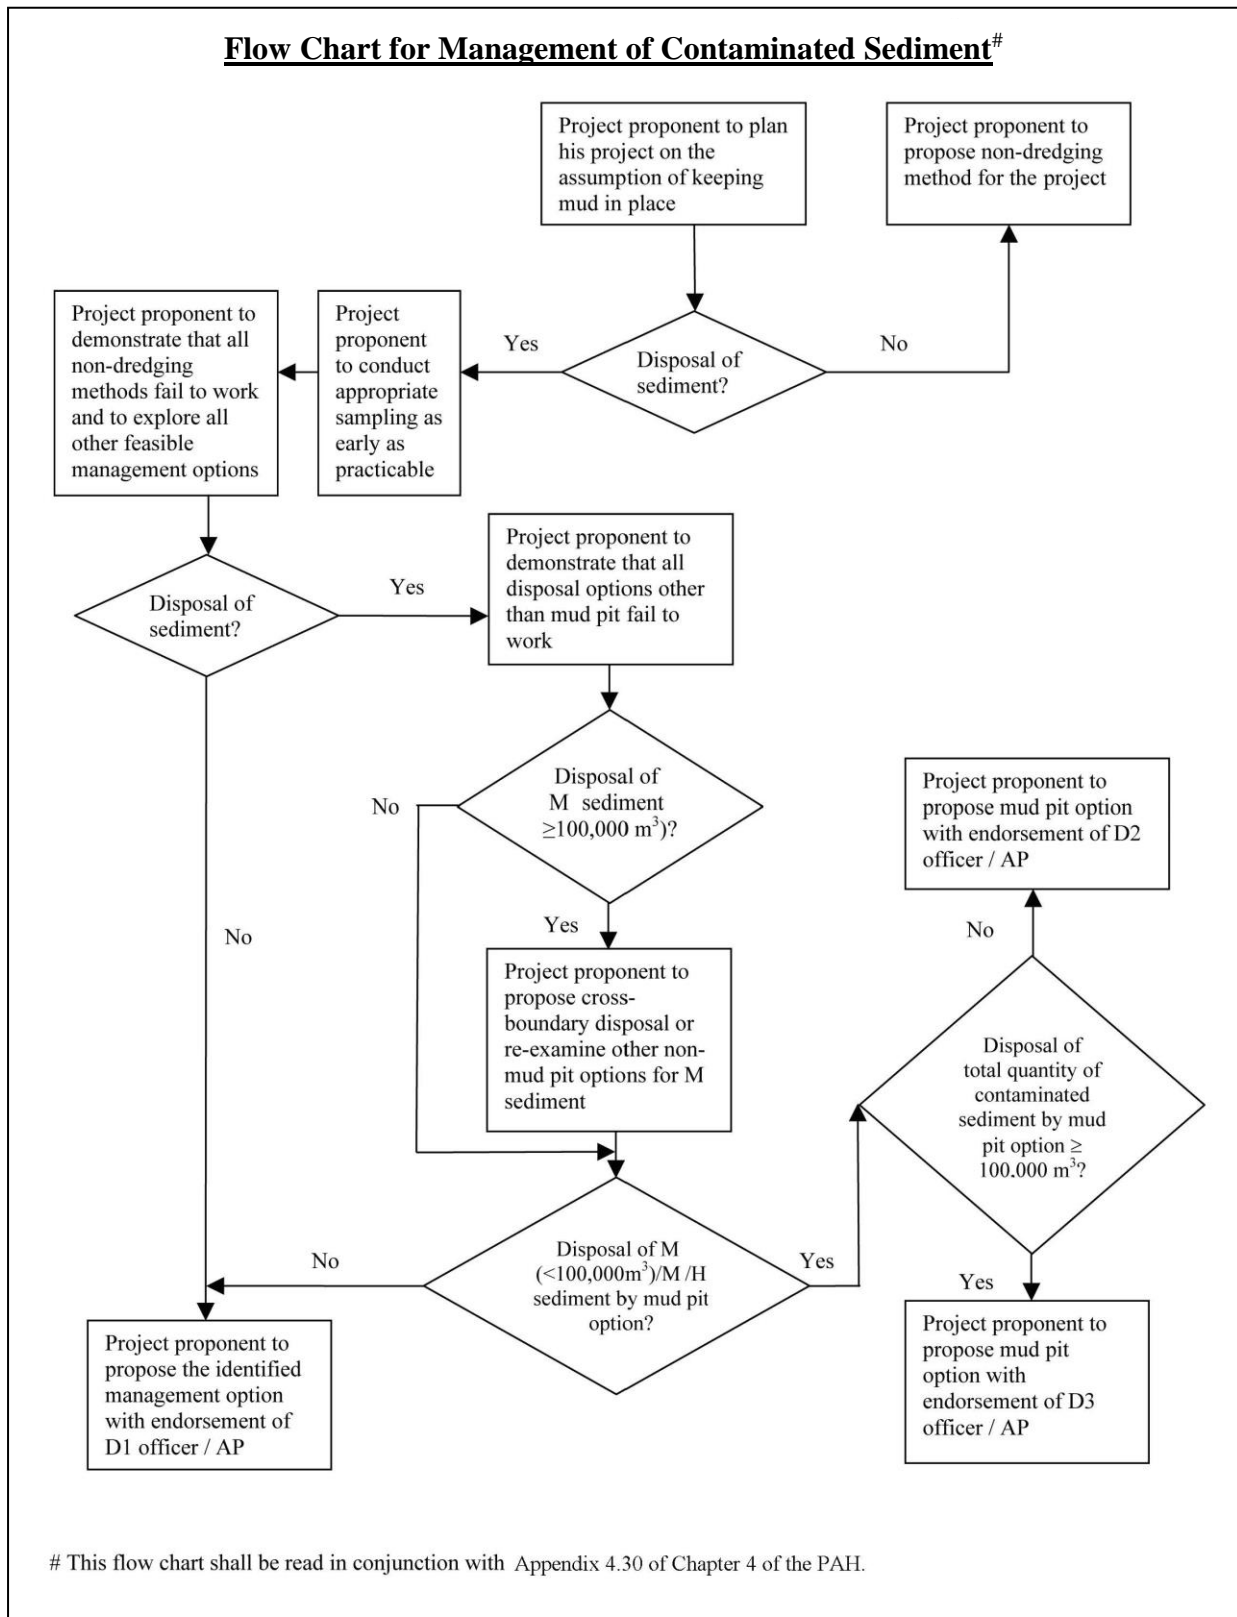 Flow Chart for Management of Contaminated Sediment#
Project proponent to plan
his project on the
assumption of keeping
mud in place
Project proponent to
propose non-dredging
method for the project
Project proponent to
demonstrate that all
non-dredging
methods fail to work
and to explore all
other feasible
management options
Project
proponent
to conduct
appropriate
sampling as
early as
practicable
Yes
Disposal of
sediment?
No
Disposal of
sediment?
Yes
Project proponent to
demonstrate that all
disposal options other
than mud pit fail to
work
No
Disposal of
M sediment
≥100,000 m³)?
Yes
No
Project proponent to
propose cross-
boundary disposal or
re-examine other non-
mud pit options for M
sediment
Project proponent to
propose mud pit option
with endorsement of D2
officer / AP
No
Disposal of
total quantity of
contaminated
sediment by mud
pit option ≥
100.000 m³?
Yes
Project proponent to
propose mud pit
option with
endorsement of D3
officer / AP
Disposal of M
(<100,000m³)/M /H
sediment by mud pit
option?
Yes
No
Project proponent to
propose the identified
management option
with endorsement of
D1 officer / AP
# This flow chart shall be read in conjunction with Appendix 4.30 of Chapter 4 of the PAH.